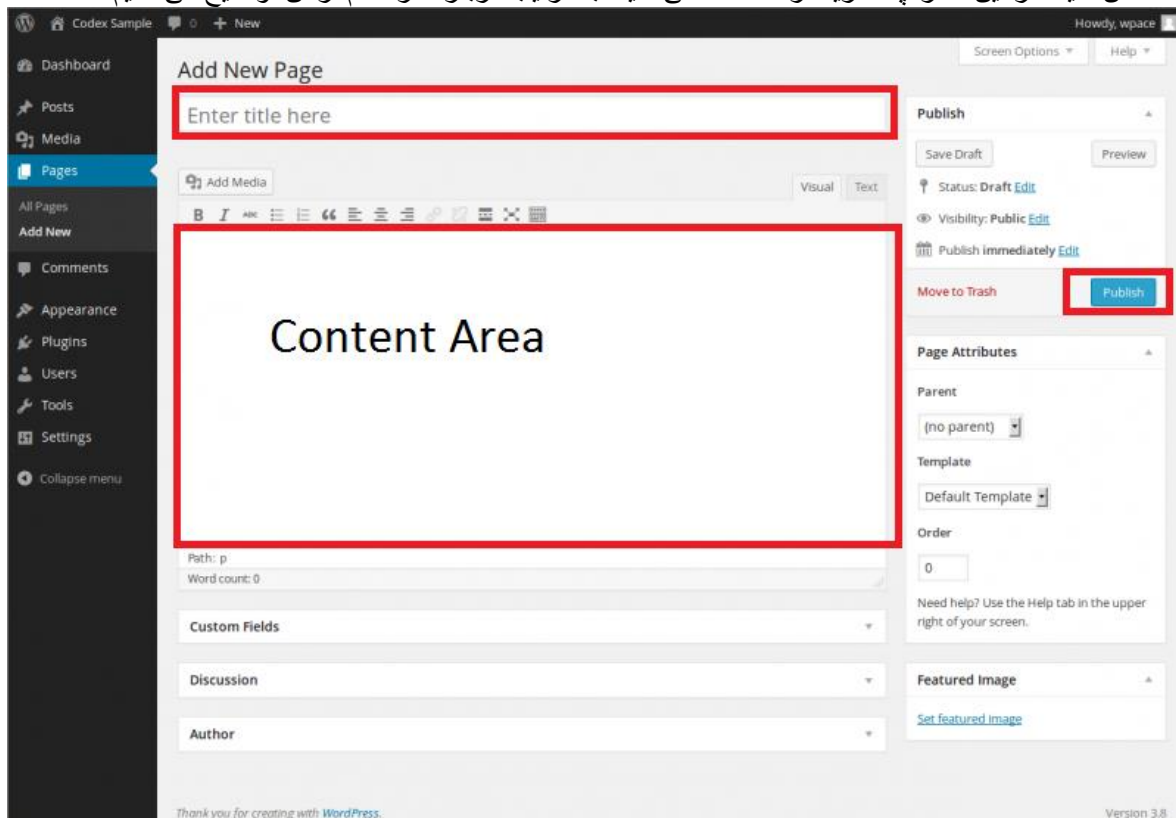 Codex Sample 0 + New Howdy, wpace
Dashboard
Posts
Media
Pages
All Pages
Add New
Comments
Appearance
Plugins
Users
Tools
Settings
Collapse menu
Screen Options Help
Add New Page
Enter title here
Add Media
Visual Text
B I ABC
Content Area
Path: p
Word count: 0
Custom Fields
Discussion
Author
Publish
Save Draft Preview
Status: Draft Edit
Visibility: Public Edit
Publish immediately Edit
Move to Trash Publish
Page Attributes
Parent
(no parent)
Template
Default Template
Order
0
Need help? Use the Help tab in the upper
right of your screen.
Featured Image
Set featured image
Thank you for creating with WordPress.
Version 3.8